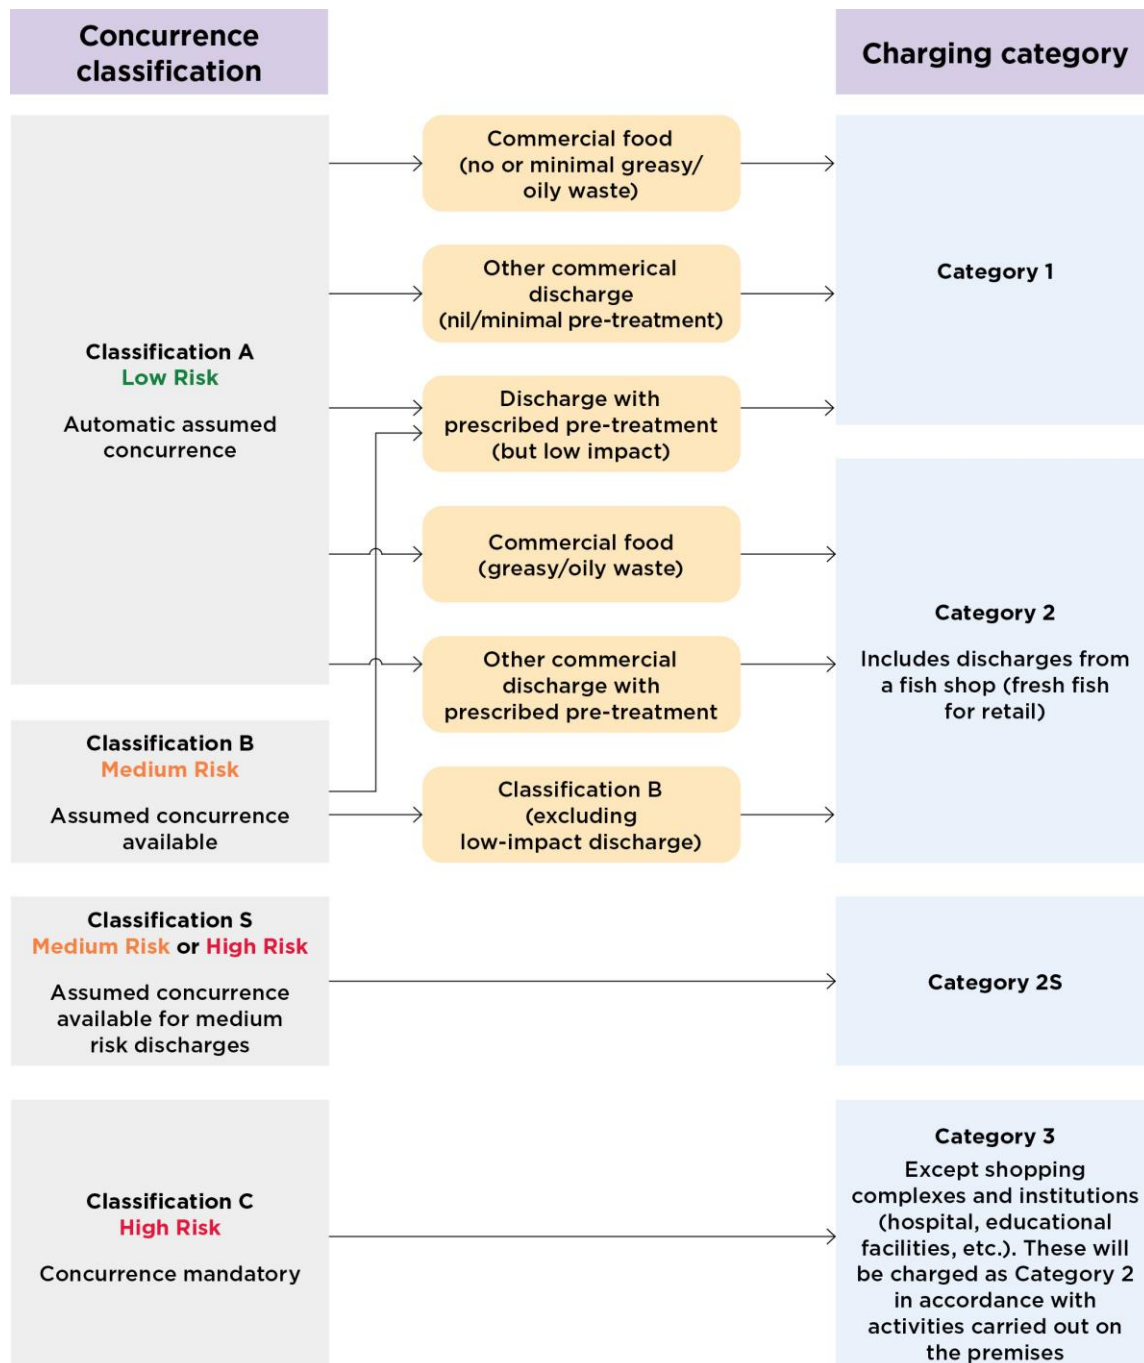 Concurrence
classification
Charging category
Classification A
Low Risk
Automatic assumed
concurrence
Commercial food
(no or minimal greasy/
oily waste)
Other commerical
discharge
(nil/minimal pre-treatment)
Discharge with
prescribed pre-treatment
(but low impact)
Category 1
Commercial food
(greasy/oily waste)
Other commercial
discharge with
prescribed pre-treatment
Classification B
Medium Risk
Assumed concurrence
available
Classification B
(excluding
low-impact discharge)
Category 2
Includes discharges from
a fish shop (fresh fish
for retail)
Classification S
Medium Risk or High Risk
Assumed concurrence
available for medium
risk discharges
Category 2S
Classification C
High Risk
Concurrence mandatory
Category 3
Except shopping
complexes and institutions
(hospital, educational
facilities, etc.). These will
be charged as Category 2
in accordance with
activities carried out on
the premises